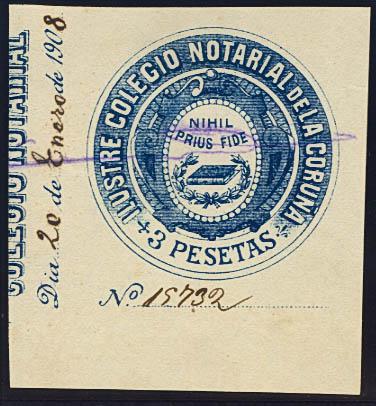 COLEGIO NOTARIAL
Dia 20 de Enero de 1908
ILUSTRE COLEGIO NOTARIAL DE LA CORUÑA
NIHIL
PRIUS FIDE
3 PESETAS
Nº 15732